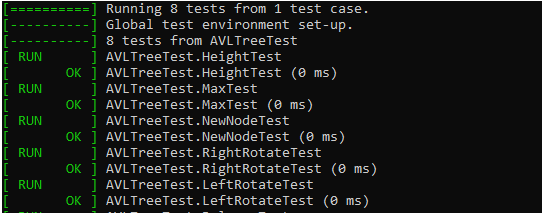 [==========] Running 8 tests from 1 test case.
[----------] Global test environment set-up.
[----------] 8 tests from AVLTreeTest
[ RUN      ] AVLTreeTest.HeightTest
[       OK ] AVLTreeTest.HeightTest (0 ms)
[ RUN      ] AVLTreeTest.MaxTest
[       OK ] AVLTreeTest.MaxTest (0 ms)
[ RUN      ] AVLTreeTest.NewNodeTest
[       OK ] AVLTreeTest.NewNodeTest (0 ms)
[ RUN      ] AVLTreeTest.RightRotateTest
[       OK ] AVLTreeTest.RightRotateTest (0 ms)
[ RUN      ] AVLTreeTest.LeftRotateTest
[       OK ] AVLTreeTest.LeftRotateTest (0 ms)